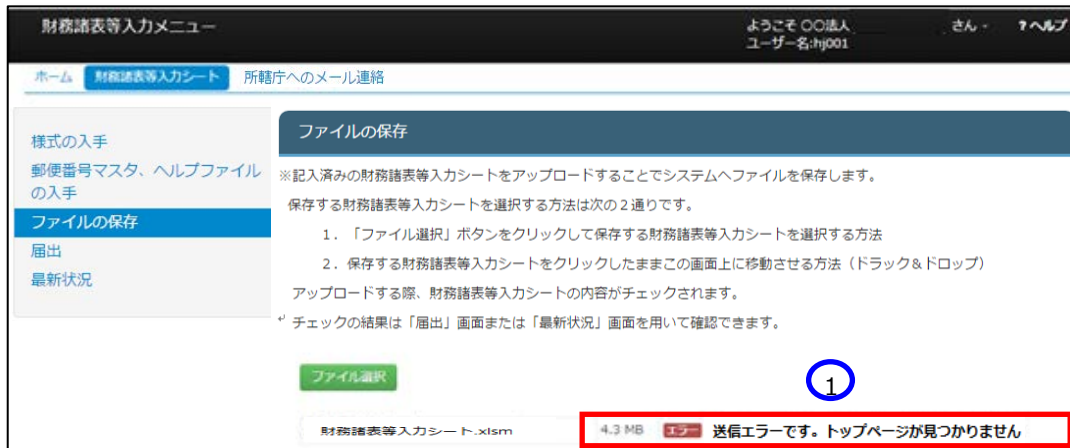 財務諸表等入力メニュー
ようこそ 〇〇法人 さん - ?ヘルプ
ユーザー名:hj001
ホーム 財務諸表等入力シート 所轄庁へのメール連絡
様式の入手
郵便番号マスタ、ヘルプファイル
の入手
ファイルの保存
届出
最新状況
ファイルの保存
※記入済みの財務諸表等入力シートをアップロードすることでシステムへファイルを保存します。
保存する財務諸表等入力シートを選択する方法は次の2通りです。
1. 「ファイル選択」ボタンをクリックして保存する財務諸表等入力シートを選択する方法
2. 保存する財務諸表等入力シートをクリックしたままこの画面上に移動させる方法(ドラック&ドロップ)
アップロードする際、財務諸表等入力シートの内容がチェックされます。
チェックの結果は「届出」画面または「最新状況」画面を用いて確認できます。
ファイル選択
1
財務諸表等入力シート.xlsm 4.3 MB エラー 送信エラーです。トップページが見つかりません